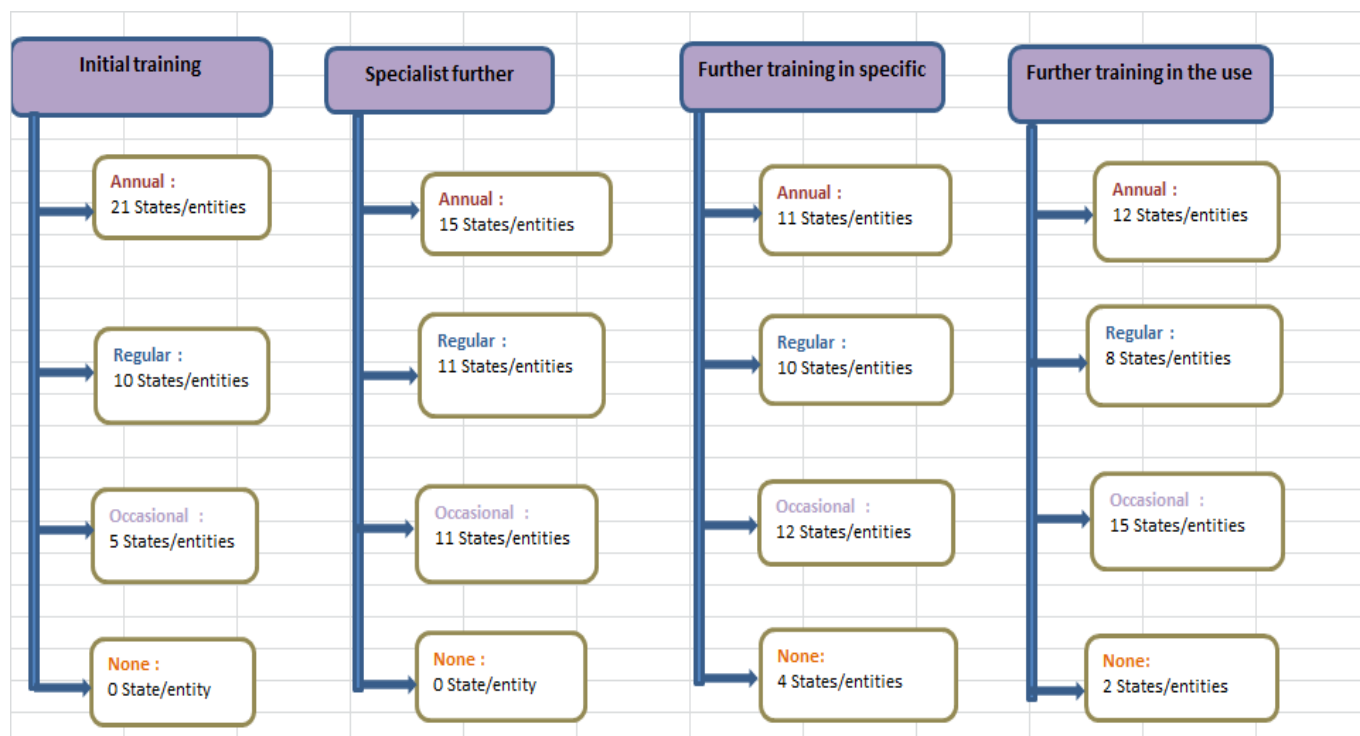 Initial training
Annual :
21 States/entities
Regular :
10 States/entities
Occasional :
5 States/entities
None :
0 State/entity
Specialist further
Annual :
15 States/entities
Regular :
11 States/entities
Occasional :
11 States/entities
None :
0 State/entity
Further training in specific
Annual :
11 States/entities
Regular :
10 States/entities
Occasional :
12 States/entities
None:
4 States/entities
Further training in the use
Annual :
12 States/entities
Regular :
8 States/entities
Occasional :
15 States/entities
None:
2 States/entities